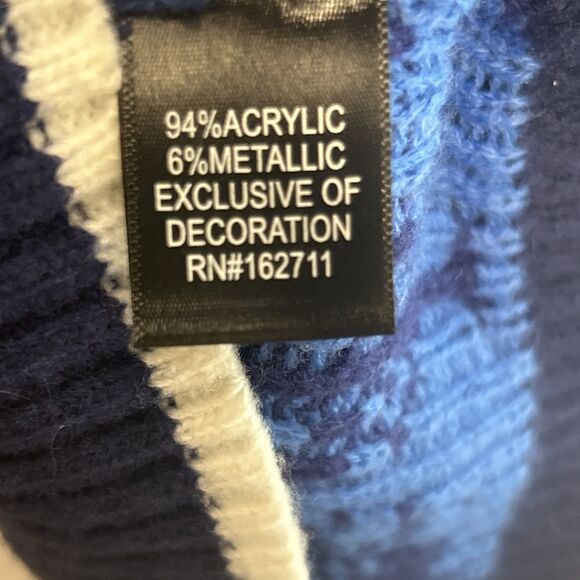 94%ACRYLIC
6%METALLIC
EXCLUSIVE OF
DECORATION
RN#162711